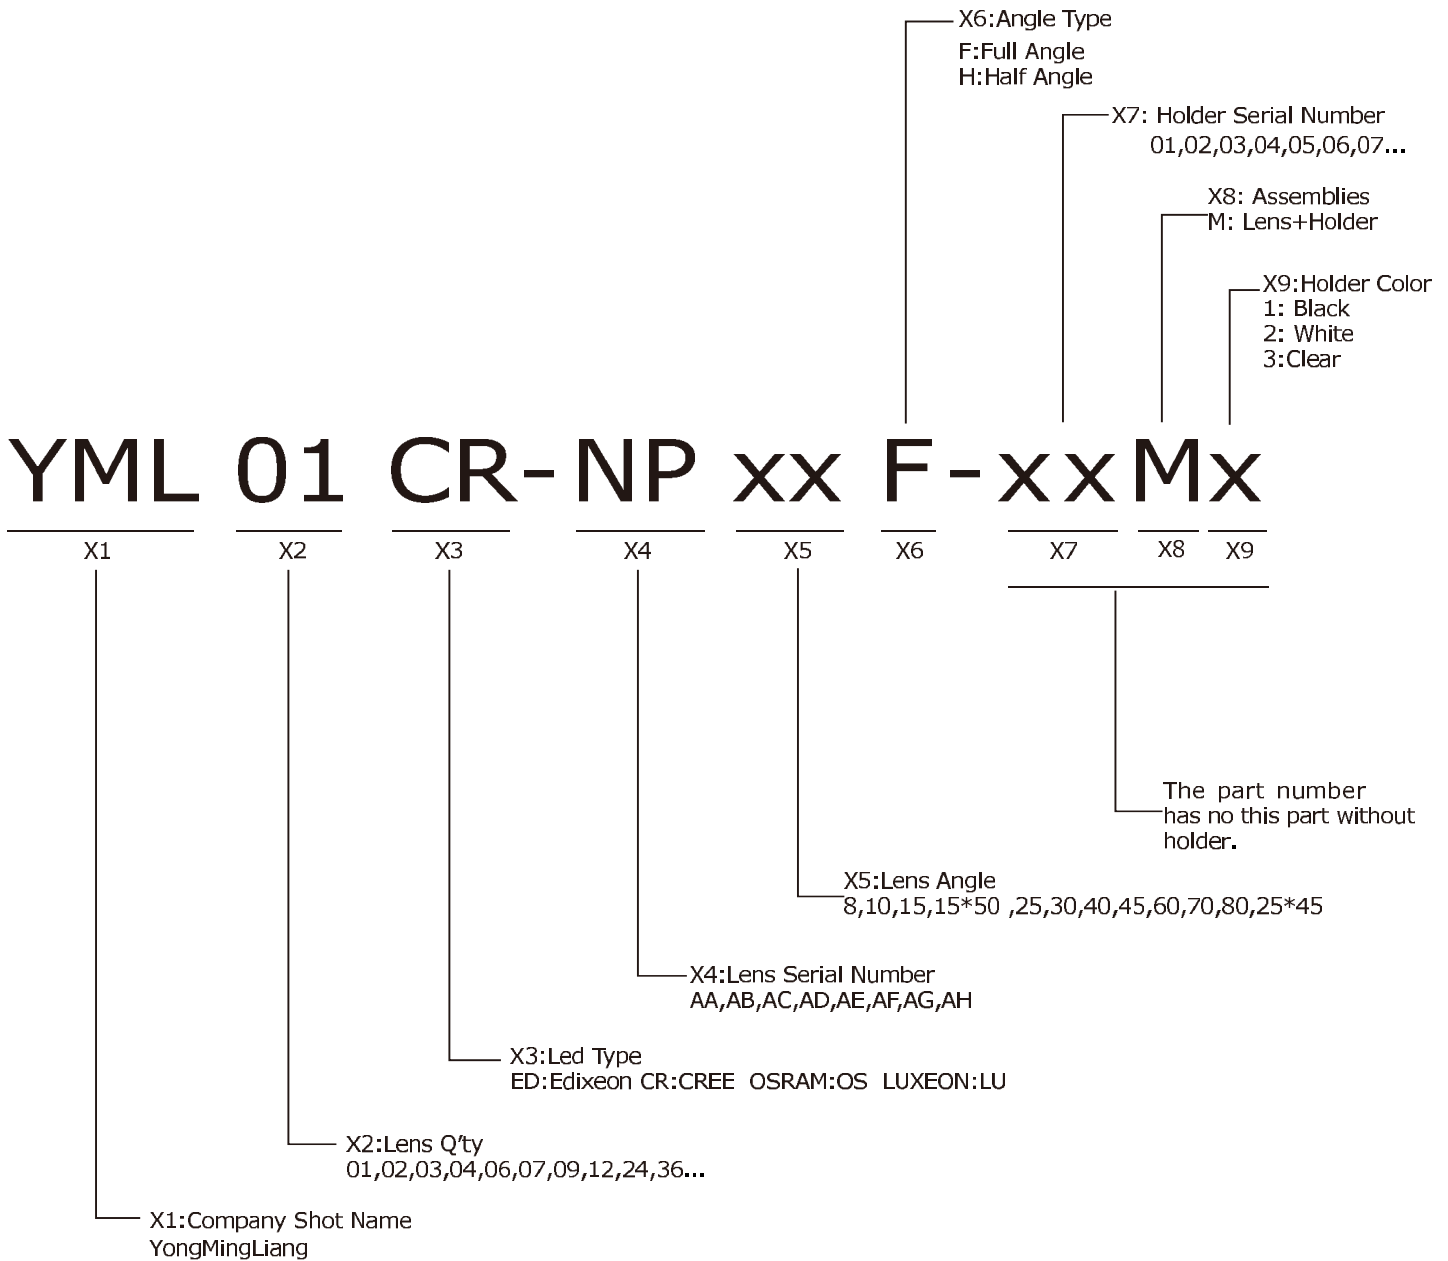 X6:Angle Type
F:Full Angle
H:Half Angle
X7: Holder Serial Number
01,02,03,04,05,06,07...
X8: Assemblies
M: Lens+Holder
X9:Holder Color
1: Black
2: White
3:Clear
YML 01 CR-NP xx F-xxMx
X1 X2 X3 X4 X5 X6 X7 X8 X9
The part number
has no this part without
holder.
X5:Lens Angle
8,10,15,15*50 ,25,30,40,45,60,70,80,25*45
X4:Lens Serial Number
AA,AB,AC,AD,AE,AF,AG,AH
X3:Led Type
ED:Edixeon CR:CREE OSRAM:OS LUXEON:LU
X2:Lens Q'ty
01,02,03,04,06,07,09,12,24,36...
X1:Company Shot Name
YongMingLiang